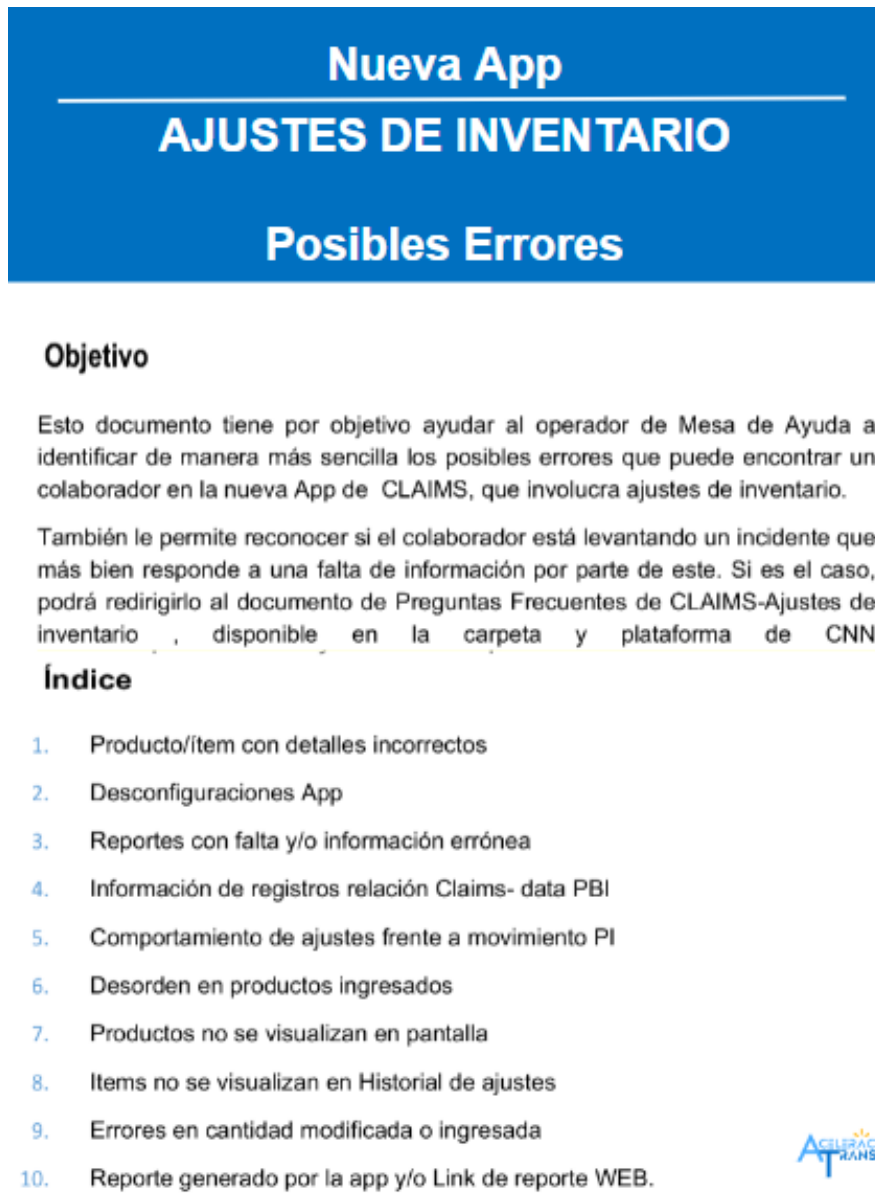 Nueva App
AJUSTES DE INVENTARIO
Posibles Errores
Objetivo
Esto documento tiene por objetivo ayudar al operador de Mesa de Ayuda a
identificar de manera más sencilla los posibles errores que puede encontrar un
colaborador en la nueva App de CLAIMS, que involucra ajustes de inventario.
También le permite reconocer si el colaborador está levantando un incidente que
más bien responde a una falta de información por parte de este. Si es el caso,
podrá redirigirlo al documento de Preguntas Frecuentes de CLAIMS-Ajustes de
inventario , disponible en la carpeta y plataforma de CNN
Índice
1. Producto/ítem con detalles incorrectos
2. Desconfiguraciones App
3. Reportes con falta y/o información errónea
4. Información de registros relación Claims- data PBI
5. Comportamiento de ajustes frente a movimiento PI
6. Desorden en productos ingresados
7. Productos no se visualizan en pantalla
8. Items no se visualizan en Historial de ajustes
9. Errores en cantidad modificada o ingresada
10. Reporte generado por la app y/o Link de reporte WEB.
ACELERAC
TRANS